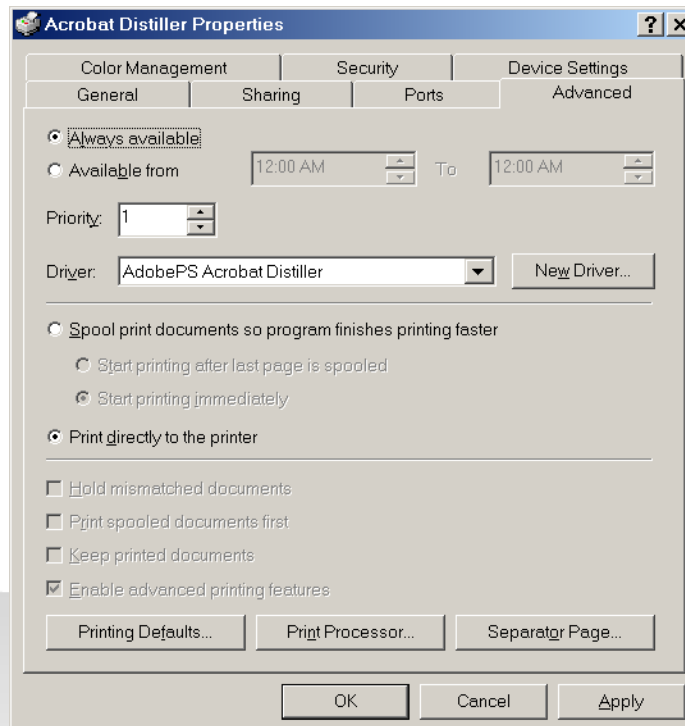 Acrobat Distiller Properties
Color Management Security Device Settings
General Sharing Ports Advanced
Always available
Available from 12:00 AM To 12:00 AM
Priority: 1
Driver: AdobePS Acrobat Distiller New Driver...
Spool print documents so program finishes printing faster
Start printing after last page is spooled
Start printing immediately
Print directly to the printer
Hold mismatched documents
Print spooled documents first
Keep printed documents
Enable advanced printing features
Printing Defaults... Print Processor... Separator Page...
OK Cancel Apply